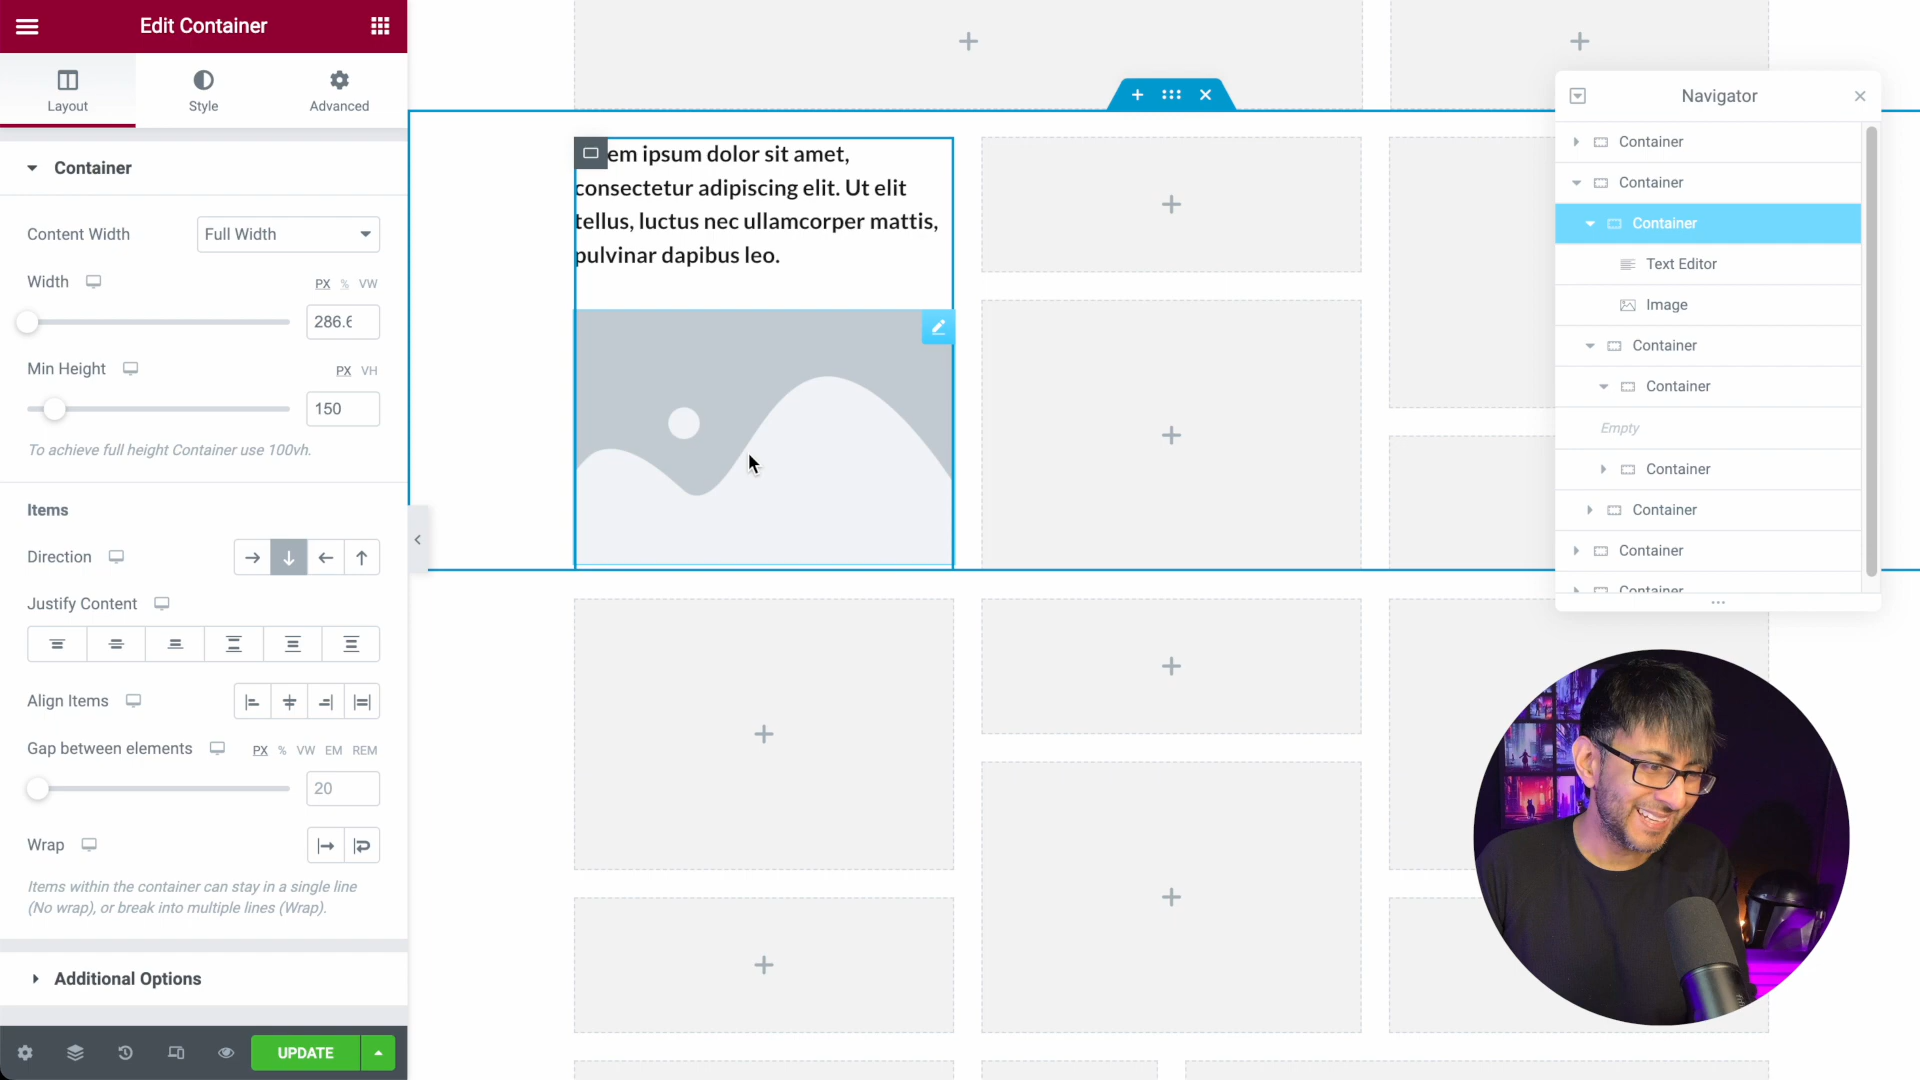 Edit Container
Layout
Style
Advanced
Container
Content Width
Full Width
Width
PX % VW
286.6
Min Height
PX VH
150
To achieve full height Container use 100vh.
Items
Direction
Justify Content
Align Items
Gap between elements
PX % VW EM REM
20
Wrap
Items within the container can stay in a single line
(No wrap), or break into multiple lines (Wrap).
Additional Options
UPDATE
em ipsum dolor sit amet,
consectetur adipiscing elit. Ut elit
tellus, luctus nec ullamcorper mattis,
pulvinar dapibus leo.
Navigator
Container
Container
Container
Text Editor
Image
Container
Container
Empty
Container
Container
Container
Container